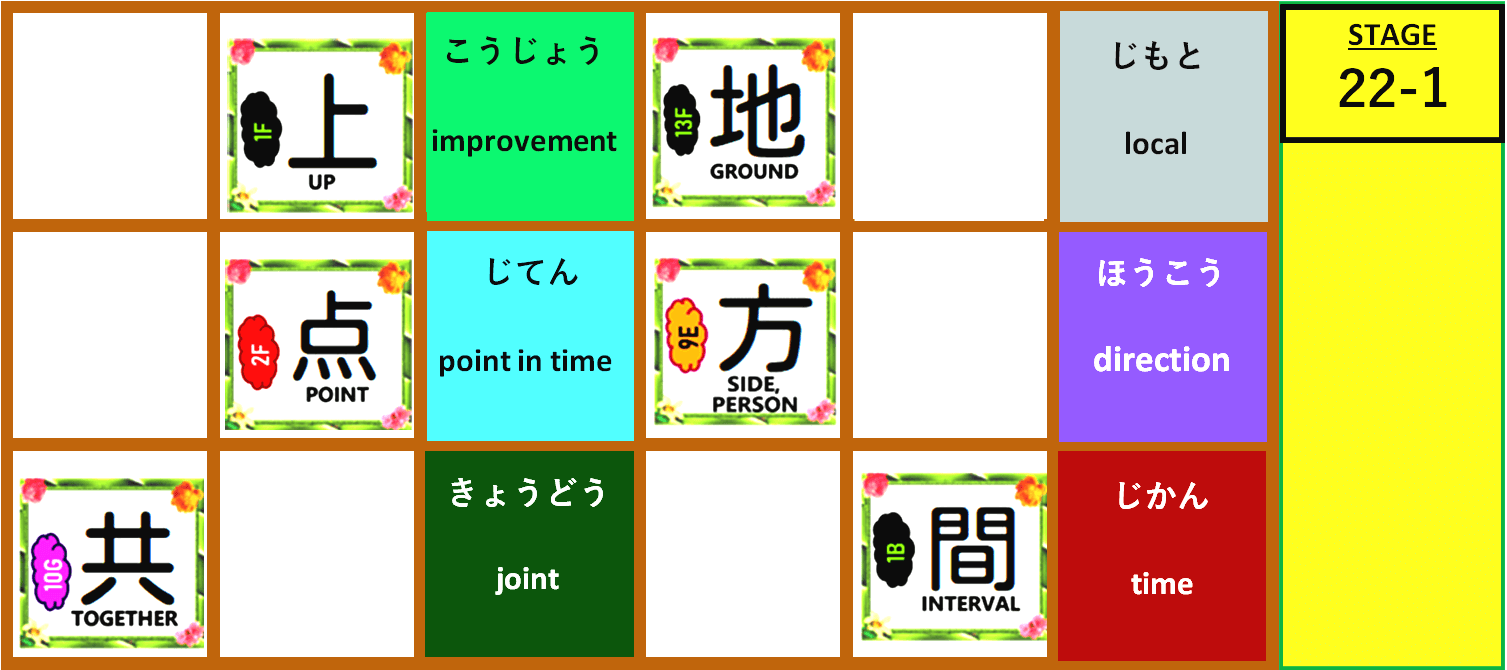 1F
上
UP
こうじょう
improvement
13F
地
GROUND
じもと
local
STAGE
22-1
2F
点
POINT
じてん
point in time
9E
方
SIDE,
PERSON
ほうこう
direction
10G
共
TOGETHER
きょうどう
joint
1B
間
INTERVAL
じかん
time